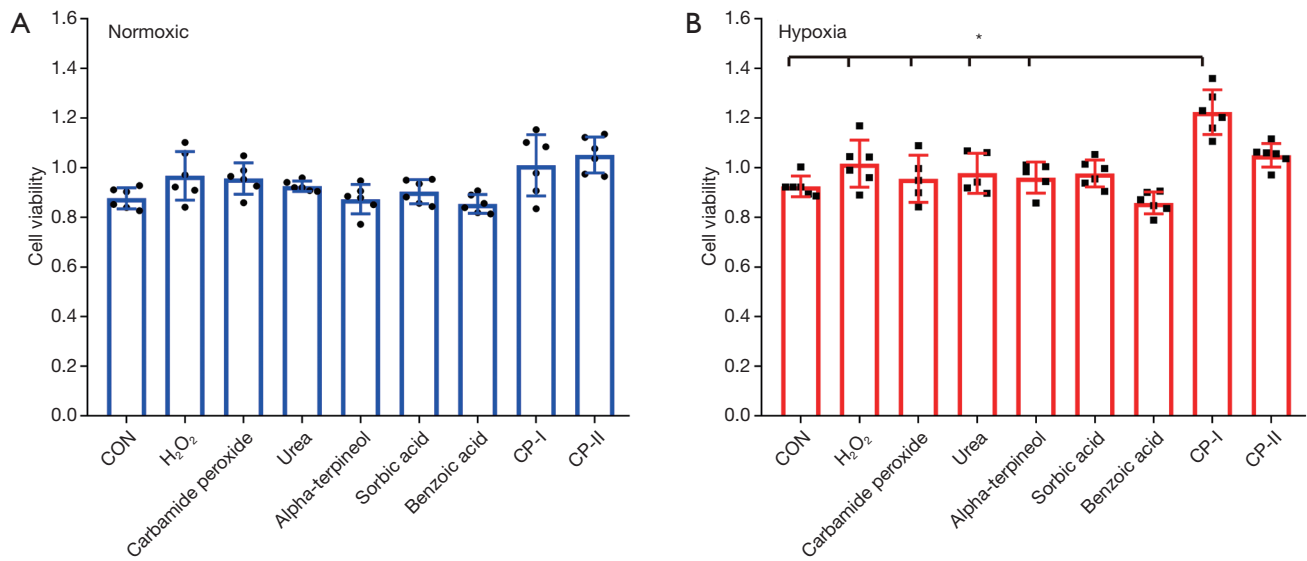 A
Normoxic
Cell viability
1.6
1.4
1.2
1.0
0.8
0.6
0.4
0.2
0.0
CON
H₂O₂
Carbamide peroxide
Urea
Alpha-terpineol
Sorbic acid
Benzoic acid
CP-I
CP-II
B
Hypoxia
*
Cell viability
1.6
1.4
1.2
1.0
0.8
0.6
0.4
0.2
0.0
CON
H₂O₂
Carbamide peroxide
Urea
Alpha-terpineol
Sorbic acid
Benzoic acid
CP-I
CP-II